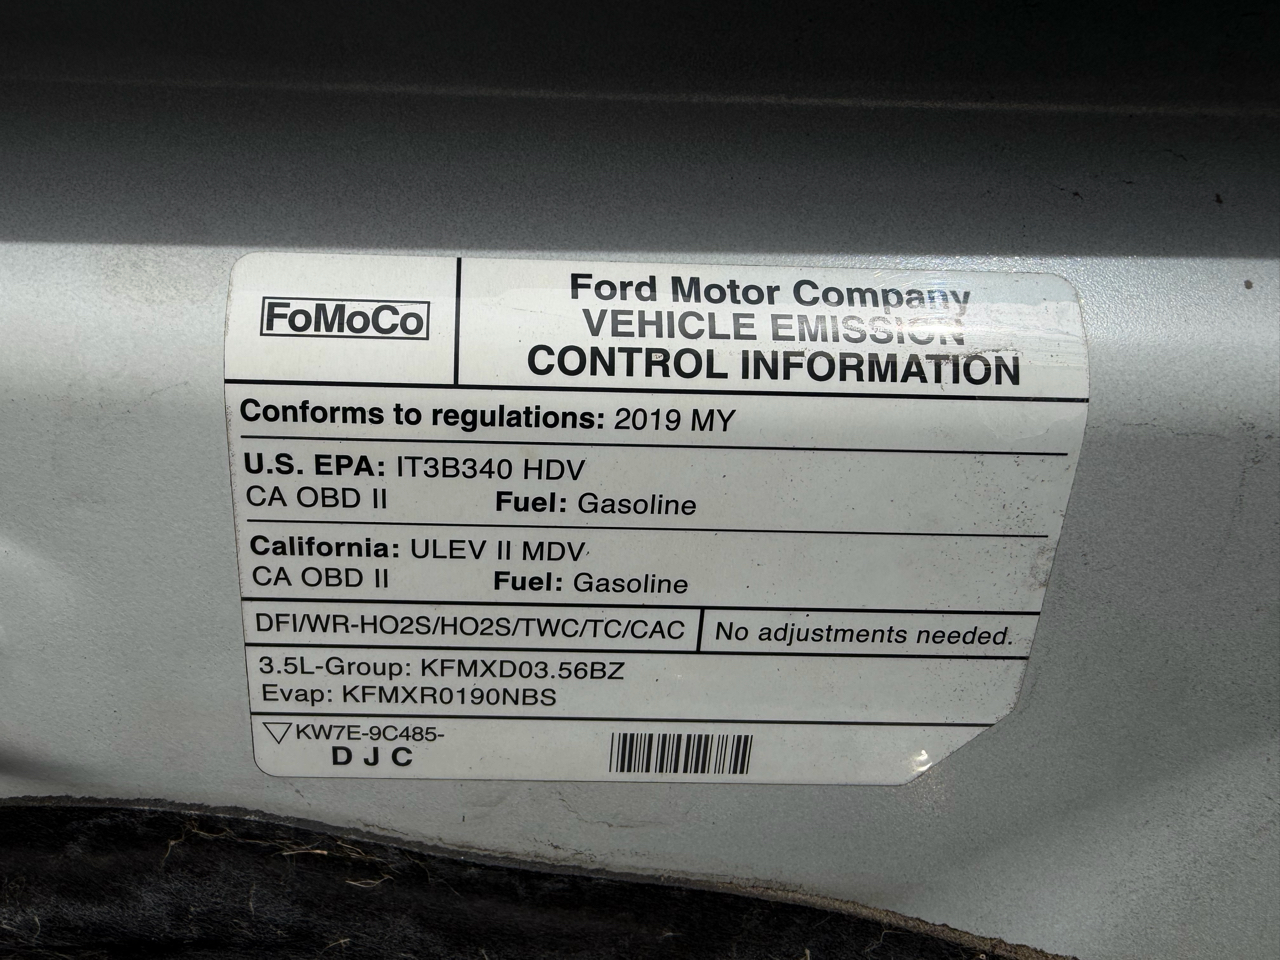 FoMoCo
Ford Motor Company
VEHICLE EMISSION
CONTROL INFORMATION
Conforms to regulations: 2019 MY
U.S. EPA: IT3B340 HDV
CA OBD II Fuel: Gasoline
California: ULEV II MDV
CA OBD II Fuel: Gasoline
DFI/WR-HO2S/HO2S/TWC/TC/CAC
No adjustments needed.
3.5L-Group: KFMXD03.56BZ
Evap: KFMXR0190NBS
KW7E-9C485-
D J C